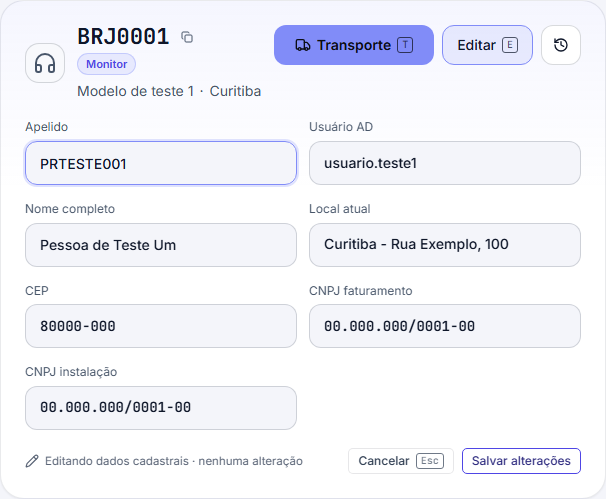 BRJ0001
Transporte T
Editar E
Monitor
Modelo de teste 1 · Curitiba
Apelido
Usuário AD
PRTESTE001
usuario.teste1
Nome completo
Local atual
Pessoa de Teste Um
Curitiba - Rua Exemplo, 100
CEP
CNPJ faturamento
80000-000
00.000.000/0001-00
CNPJ instalação
00.000.000/0001-00
Editando dados cadastrais · nenhuma alteração
Cancelar Esc
Salvar alterações